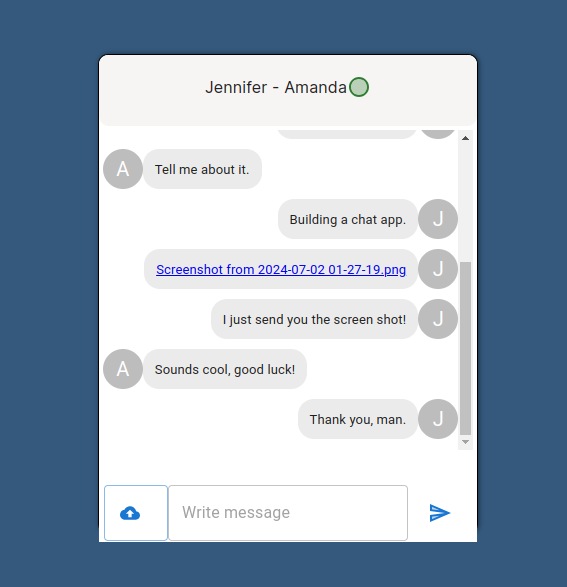 Jennifer - Amanda
A
Tell me about it.
Building a chat app.
J
Screenshot from 2024-07-02 01-27-19.png
J
I just send you the screen shot!
J
A
Sounds cool, good luck!
Thank you, man.
J
Write message